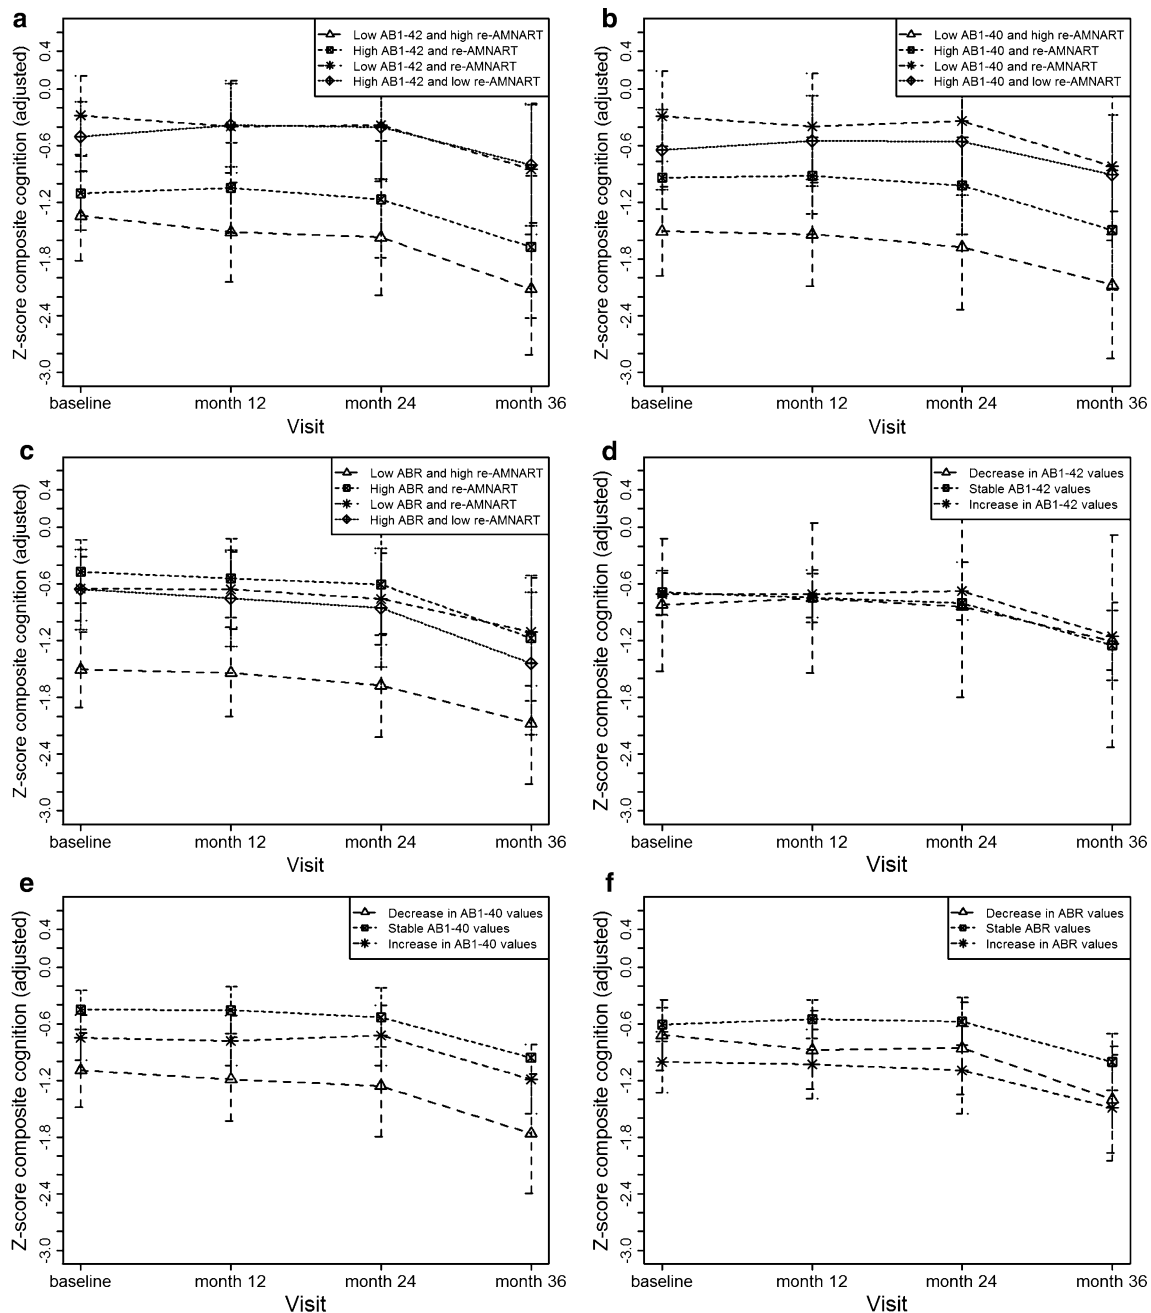 a
Low AB1-42 and high re-AMNART
High AB1-42 and re-AMNART
Low AB1-42 and re-AMNART
High AB1-42 and low re-AMNART
Z-score composite cognition (adjusted)
0.4
0.0
-0.6
-1.2
-1.8
-2.4
-3.0
baseline month 12 month 24 month 36
Visit
b
Low AB1-40 and high re-AMNART
High AB1-40 and re-AMNART
Low AB1-40 and re-AMNART
High AB1-40 and low re-AMNART
Z-score composite cognition (adjusted)
0.4
0.0
-0.6
-1.2
-1.8
-2.4
-3.0
baseline month 12 month 24 month 36
Visit
c
Low ABR and high re-AMNART
High ABR and re-AMNART
Low ABR and re-AMNART
High ABR and low re-AMNART
Z-score composite cognition (adjusted)
0.4
0.0
-0.6
-1.2
-1.8
-2.4
-3.0
baseline month 12 month 24 month 36
Visit
d
Decrease in AB1-42 values
Stable AB1-42 values
Increase in AB1-42 values
Z-score composite cognition (adjusted)
0.4
0.0
-0.6
-1.2
-1.8
-2.4
-3.0
baseline month 12 month 24 month 36
Visit
e
Decrease in AB1-40 values
Stable AB1-40 values
Increase in AB1-40 values
Z-score composite cognition (adjusted)
0.4
0.0
-0.6
-1.2
-1.8
-2.4
-3.0
baseline month 12 month 24 month 36
Visit
f
Decrease in ABR values
Stable ABR values
Increase in ABR values
Z-score composite cognition (adjusted)
0.4
0.0
-0.6
-1.2
-1.8
-2.4
-3.0
baseline month 12 month 24 month 36
Visit